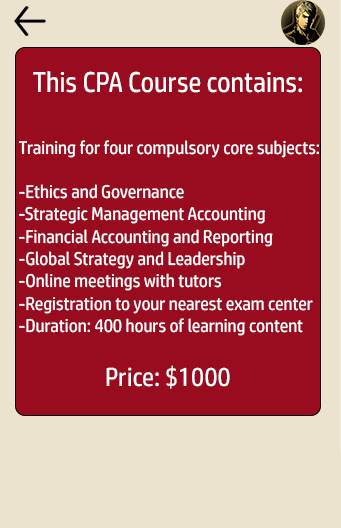 This CPA Course contains:
Training for four compulsory core subjects:
-Ethics and Governance
-Strategic Management Accounting
-Financial Accounting and Reporting
-Global Strategy and Leadership
-Online meetings with tutors
-Registration to your nearest exam center
-Duration: 400 hours of learning content
Price: $1000